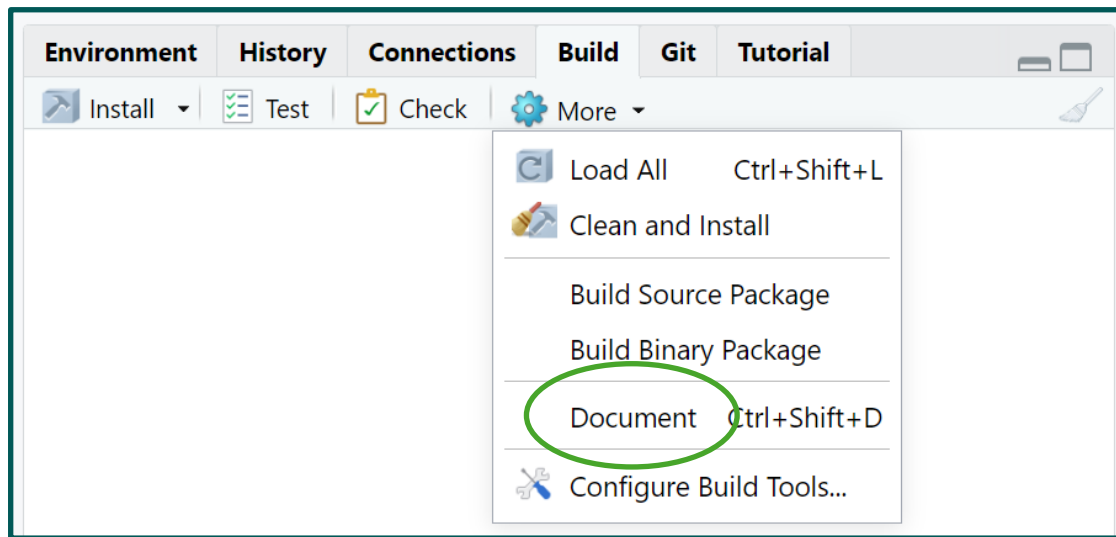 Environment History Connections Build Git Tutorial
Install Test Check More
Load All Ctrl+Shift+L
Clean and Install
Build Source Package
Build Binary Package
Document Ctrl+Shift+D
Configure Build Tools...